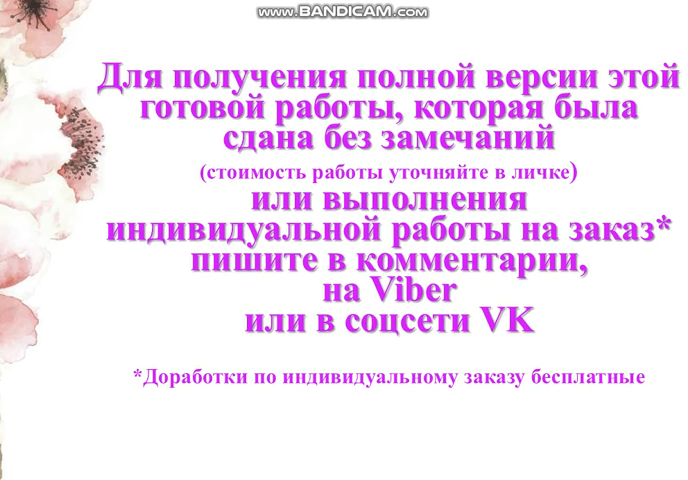 www.BANDICAM.com
Для получения полной версии этой
готовой работы, которая была
сдана без замечаний
(стоимость работы уточняйте в личке)
или выполнения
индивидуальной работы на заказ*
пишите в комментарии,
на Viber
или в соцсети VK
*Доработки по индивидуальному заказу бесплатные